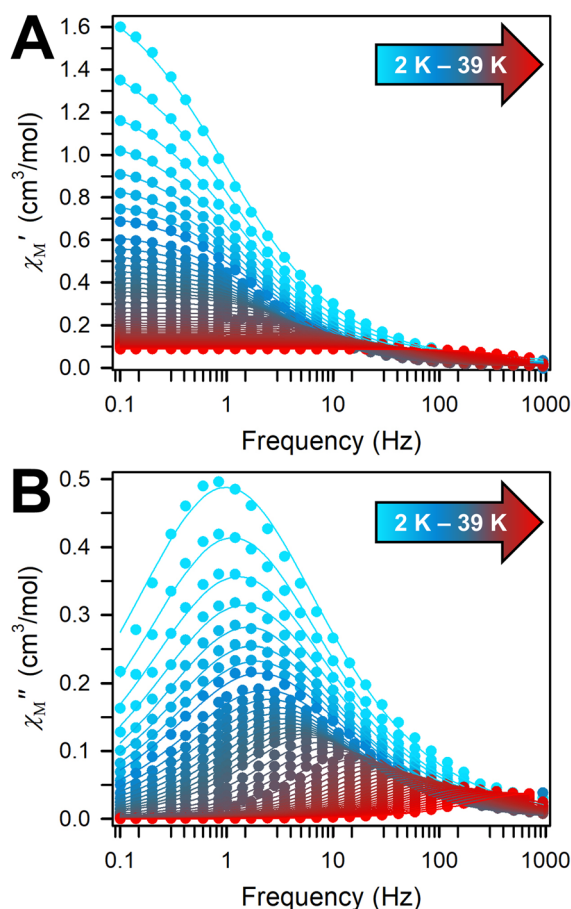 A
2 K – 39 K
1.6
1.4
1.2
1.0
0.8
0.6
0.4
0.2
0.0
χM′ (cm³/mol)
0.1 1 10 100 1000
Frequency (Hz)
B
2 K – 39 K
0.5
0.4
0.3
0.2
0.1
0.0
χM″ (cm³/mol)
0.1 1 10 100 1000
Frequency (Hz)